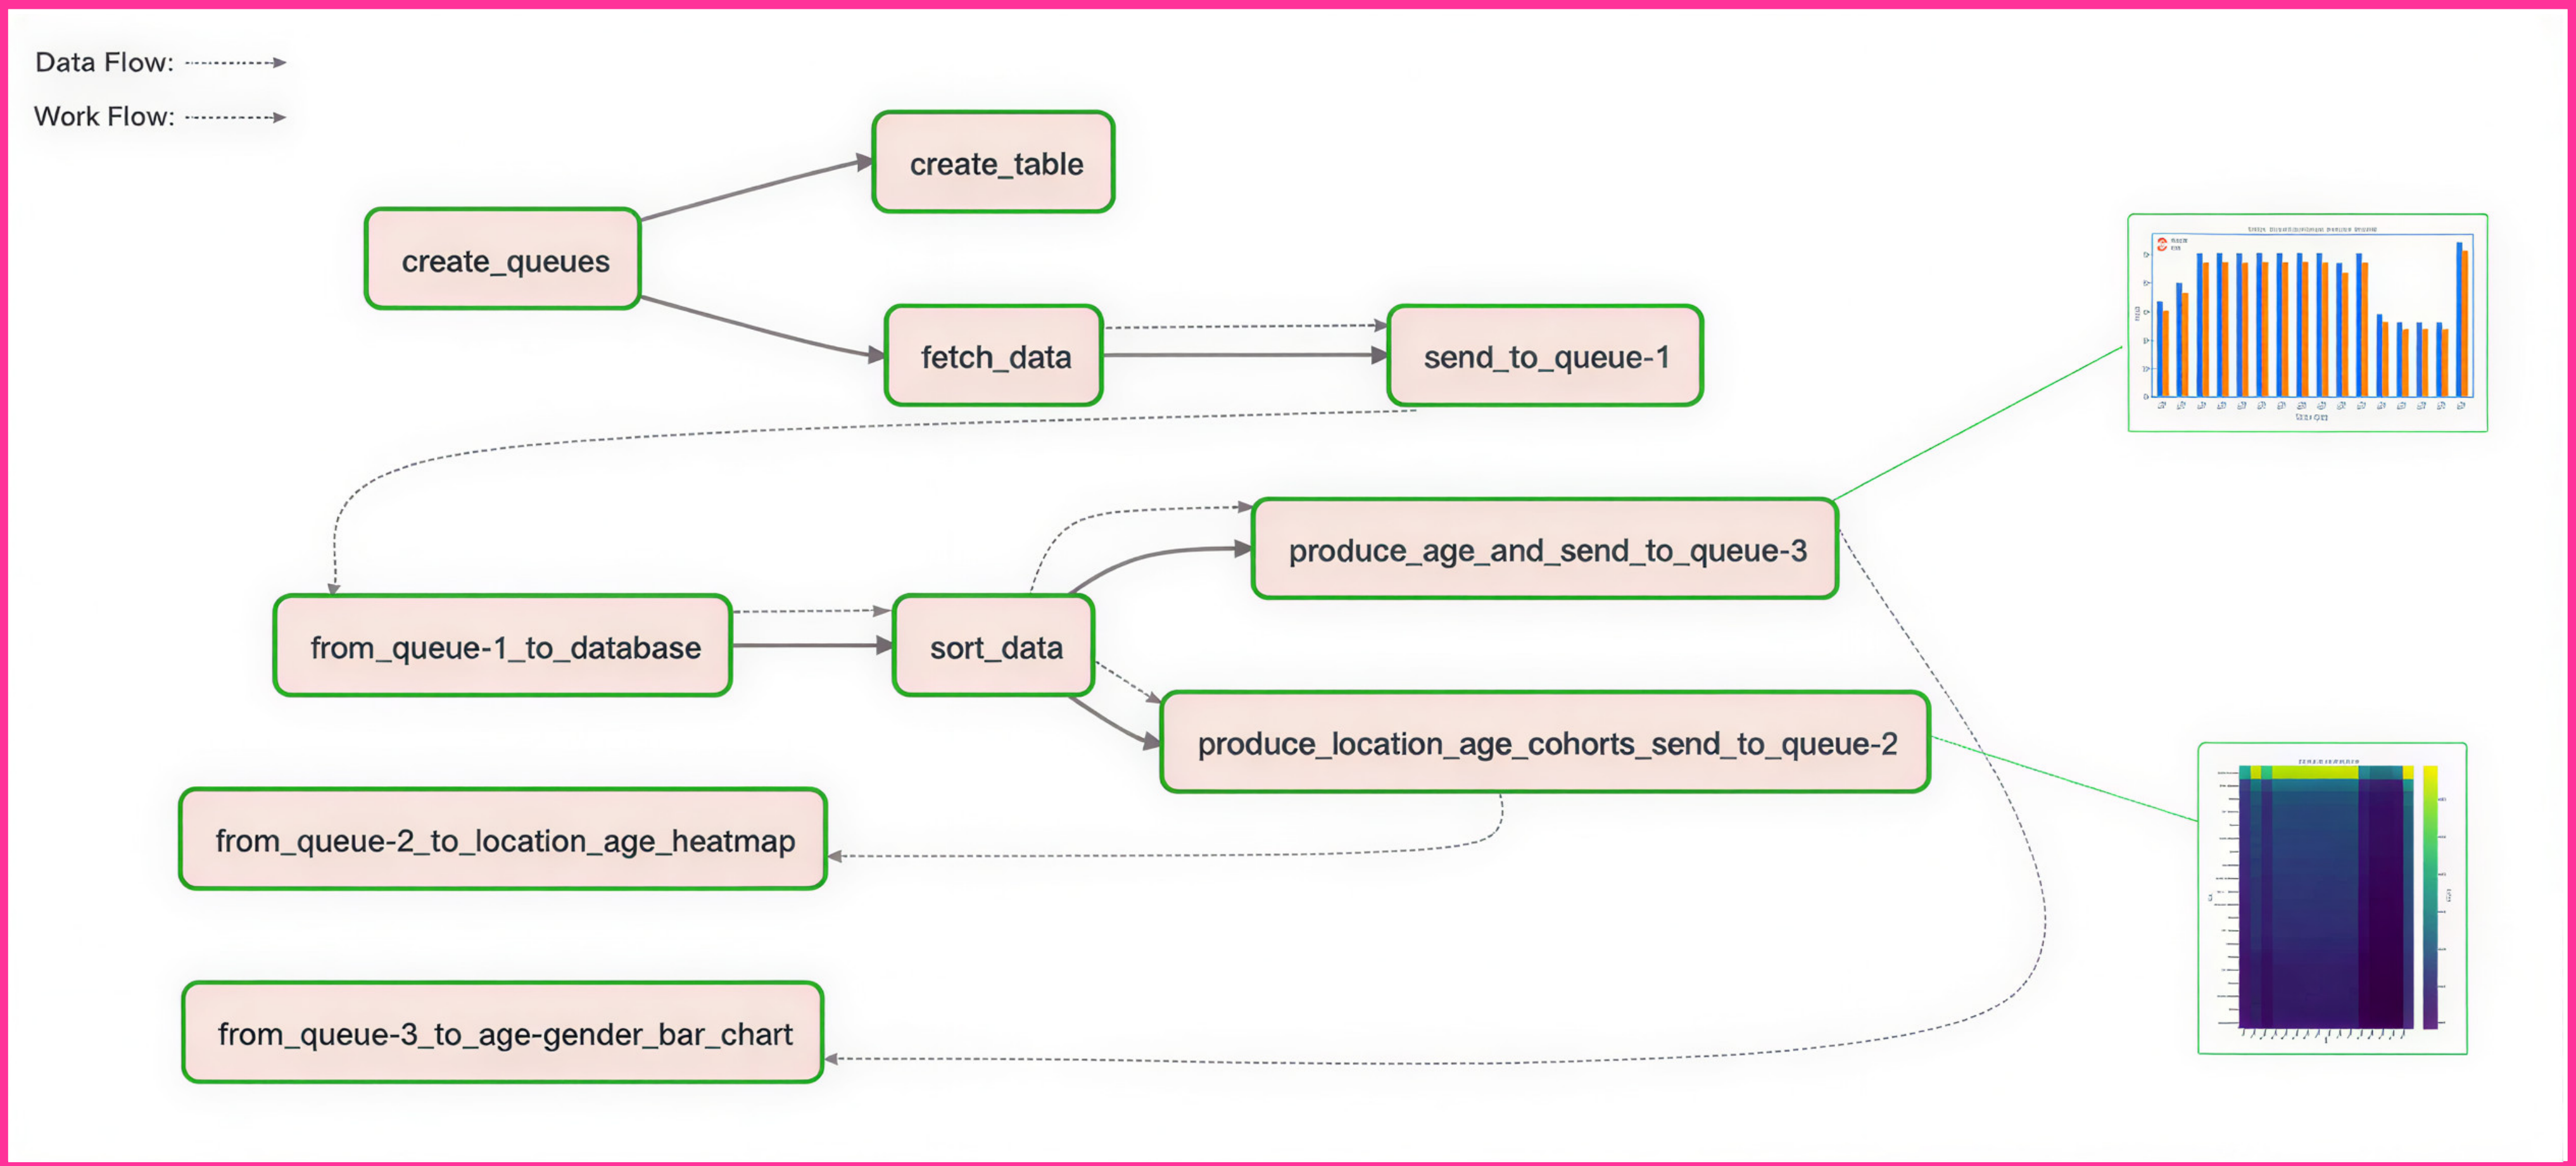 Data Flow:
Work Flow:
create_table
create_queues
fetch_data
send_to_queue-1
produce_age_and_send_to_queue-3
from_queue-1_to_database
sort_data
produce_location_age_cohorts_send_to_queue-2
from_queue-2_to_location_age_heatmap
from_queue-3_to_age-gender_bar_chart